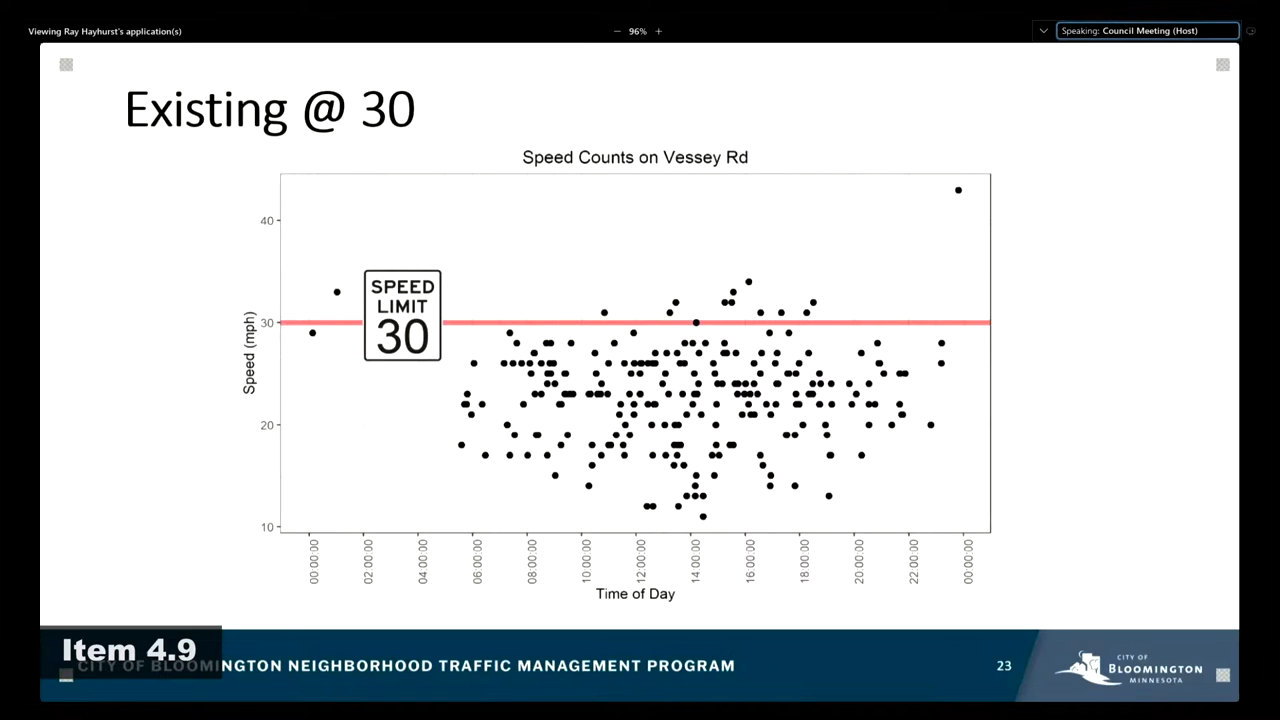 Viewing Ray Hayhurst's application(s)
− 96% +
Speaking: Council Meeting (Host)
Existing @ 30
Speed Counts on Vessey Rd
40
30
20
10
Speed (mph)
SPEED
LIMIT
30
00:00:00
02:00:00
04:00:00
06:00:00
08:00:00
10:00:00
12:00:00
14:00:00
16:00:00
18:00:00
20:00:00
22:00:00
00:00:00
Time of Day
Item 4.9
CITY OF BLOOMINGTON NEIGHBORHOOD TRAFFIC MANAGEMENT PROGRAM
23
CITY OF
BLOOMINGTON
MINNESOTA